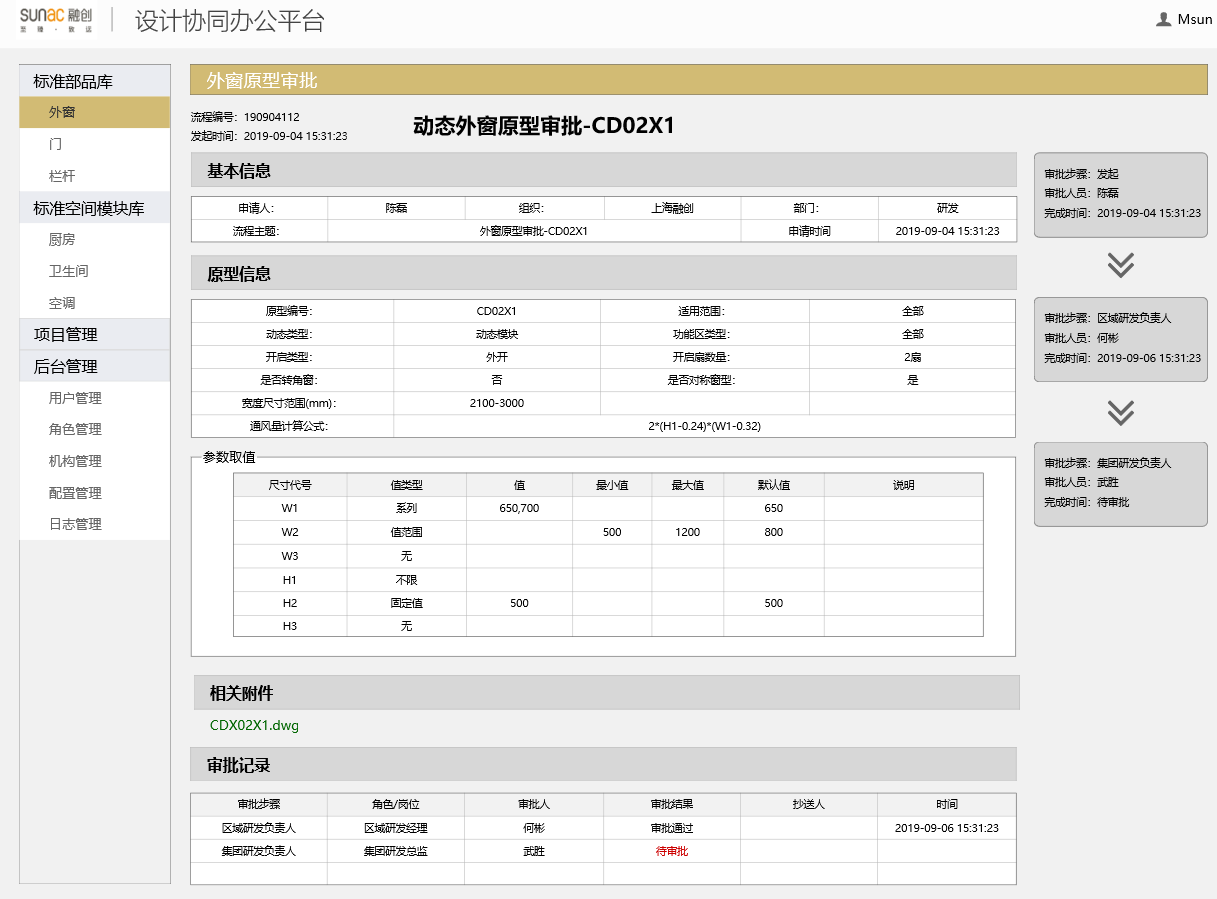 sunac 融创
至臻·致远
设计协同办公平台
Msun
标准部品库
外窗
门
栏杆
标准空间模块库
厨房
卫生间
空调
项目管理
后台管理
用户管理
角色管理
机构管理
配置管理
日志管理
外窗原型审批
流程编号: 190904112
发起时间: 2019-09-04 15:31:23
动态外窗原型审批-CD02X1
基本信息
申请人: 陈磊 组织: 上海融创 部门: 研发
流程主题: 外窗原型审批-CD02X1 申请时间 2019-09-04 15:31:23
原型信息
原型编号: CD02X1 适用范围: 全部
动态类型: 动态模块 功能区类型: 全部
开启类型: 外开 开启扇数量: 2扇
是否转角窗: 否 是否对称窗型: 是
宽度尺寸范围(mm): 2100-3000
通风量计算公式: 2*(H1-0.24)*(W1-0.32)
参数取值
尺寸代号 值类型 值 最小值 最大值 默认值 说明
W1 系列 650,700 650
W2 值范围 500 1200 800
W3 无
H1 不限
H2 固定值 500 500
H3 无
相关附件
CDX02X1.dwg
审批记录
审批步骤 角色/岗位 审批人 审批结果 抄送人 时间
区域研发负责人 区域研发经理 何彬 审批通过 2019-09-06 15:31:23
集团研发负责人 集团研发总监 武胜 待审批
审批步骤: 发起
审批人员: 陈磊
完成时间: 2019-09-04 15:31:23
审批步骤: 区域研发负责人
审批人员: 何彬
完成时间: 2019-09-06 15:31:23
审批步骤: 集团研发负责人
审批人员: 武胜
完成时间: 待审批